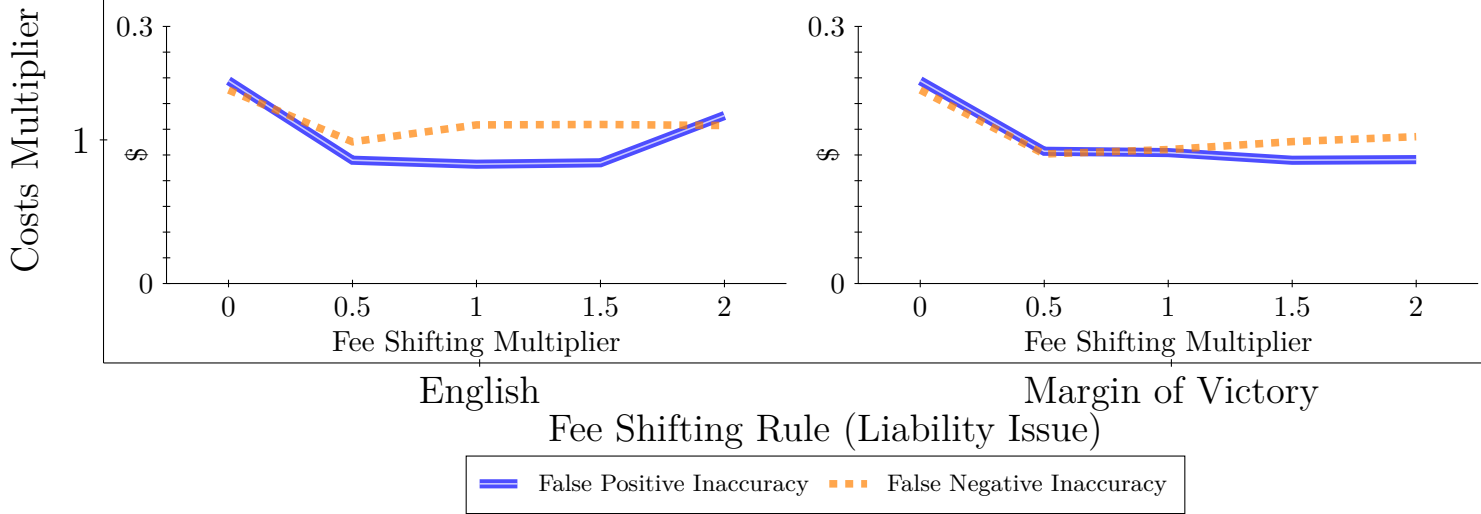 Costs Multiplier
1
0.3
$
0
0 0.5 1 1.5 2
Fee Shifting Multiplier
English
0.3
$
0
0 0.5 1 1.5 2
Fee Shifting Multiplier
Margin of Victory
Fee Shifting Rule (Liability Issue)
False Positive Inaccuracy False Negative Inaccuracy